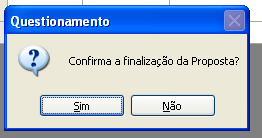 Questionamento
Confirma a finalização da Proposta?
Sim
Não